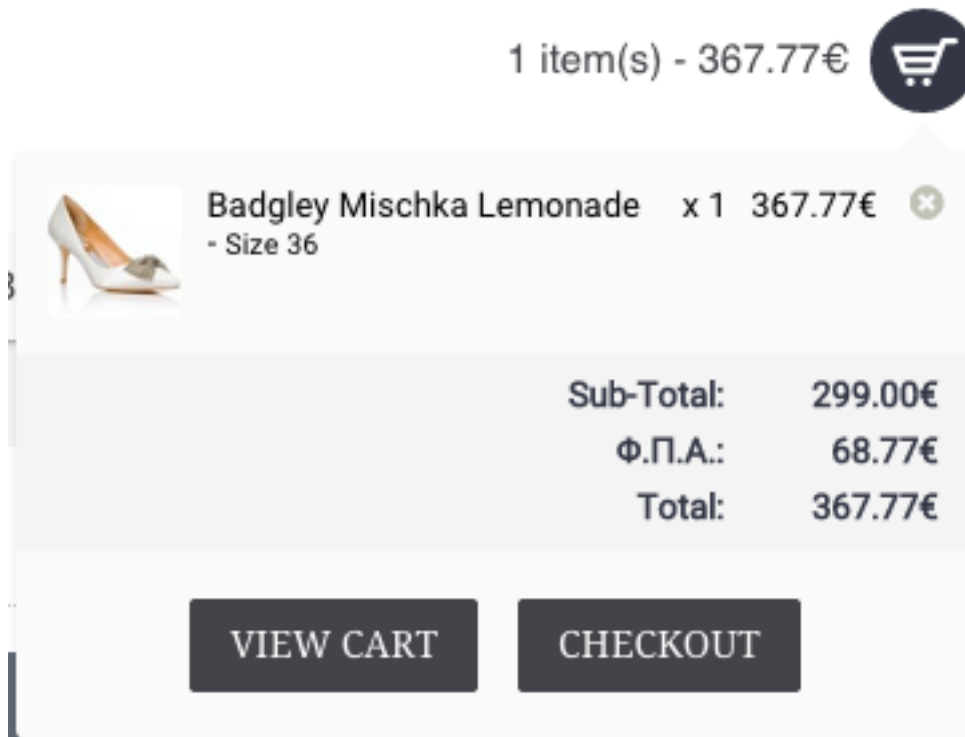 1 item(s) - 367.77€
Badgley Mischka Lemonade x 1 367.77€
- Size 36
Sub-Total: 299.00€
Φ.Π.Α.: 68.77€
Total: 367.77€
VIEW CART CHECKOUT